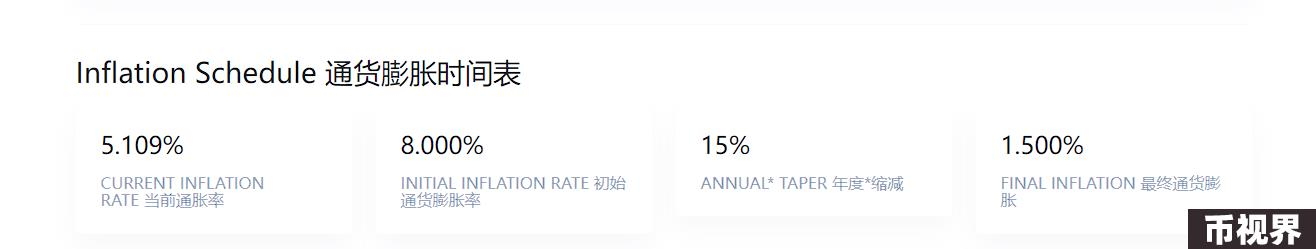 Inflation Schedule 通货膨胀时间表
5.109%
CURRENT INFLATION
RATE 当前通胀率
8.000%
INITIAL INFLATION RATE 初始
通货膨胀率
15%
ANNUAL* TAPER 年度*缩减
1.500%
FINAL INFLATION 最终通货膨
胀
币视界